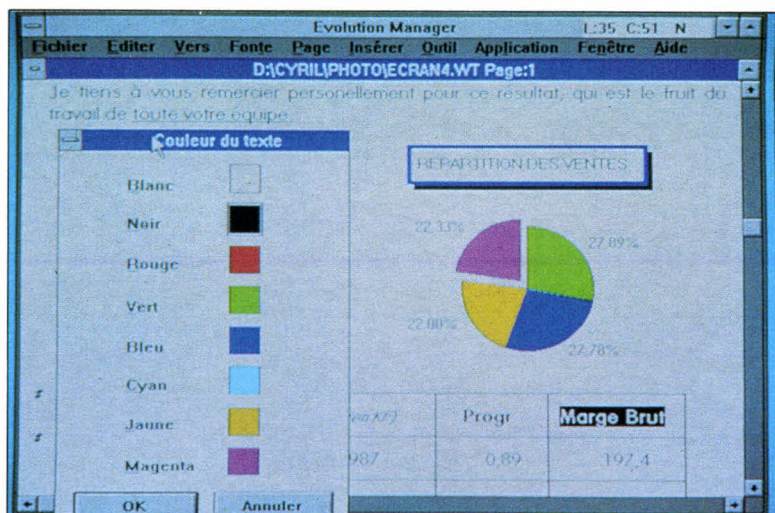 Evolution Manager L:35 C:51 N
Fichier Editer Vers Fonte Page Insérer Outil Application Fenêtre Aide
D:\CYRIL\PHOTO\ECRAN4.WT Page:1
Je tiens à vous remercier personellement pour ce résultat, qui est le fruit du
travail de toute votre équipe.
Couleur du texte
Blanc
Noir
Rouge
Vert
Bleu
Cyan
Jaune
Magenta
OK Annuler
REPARTITION DES VENTES
22,33%
27,89%
22,00%
27,78%
Progr Marge Brut
987 0,89 197,4